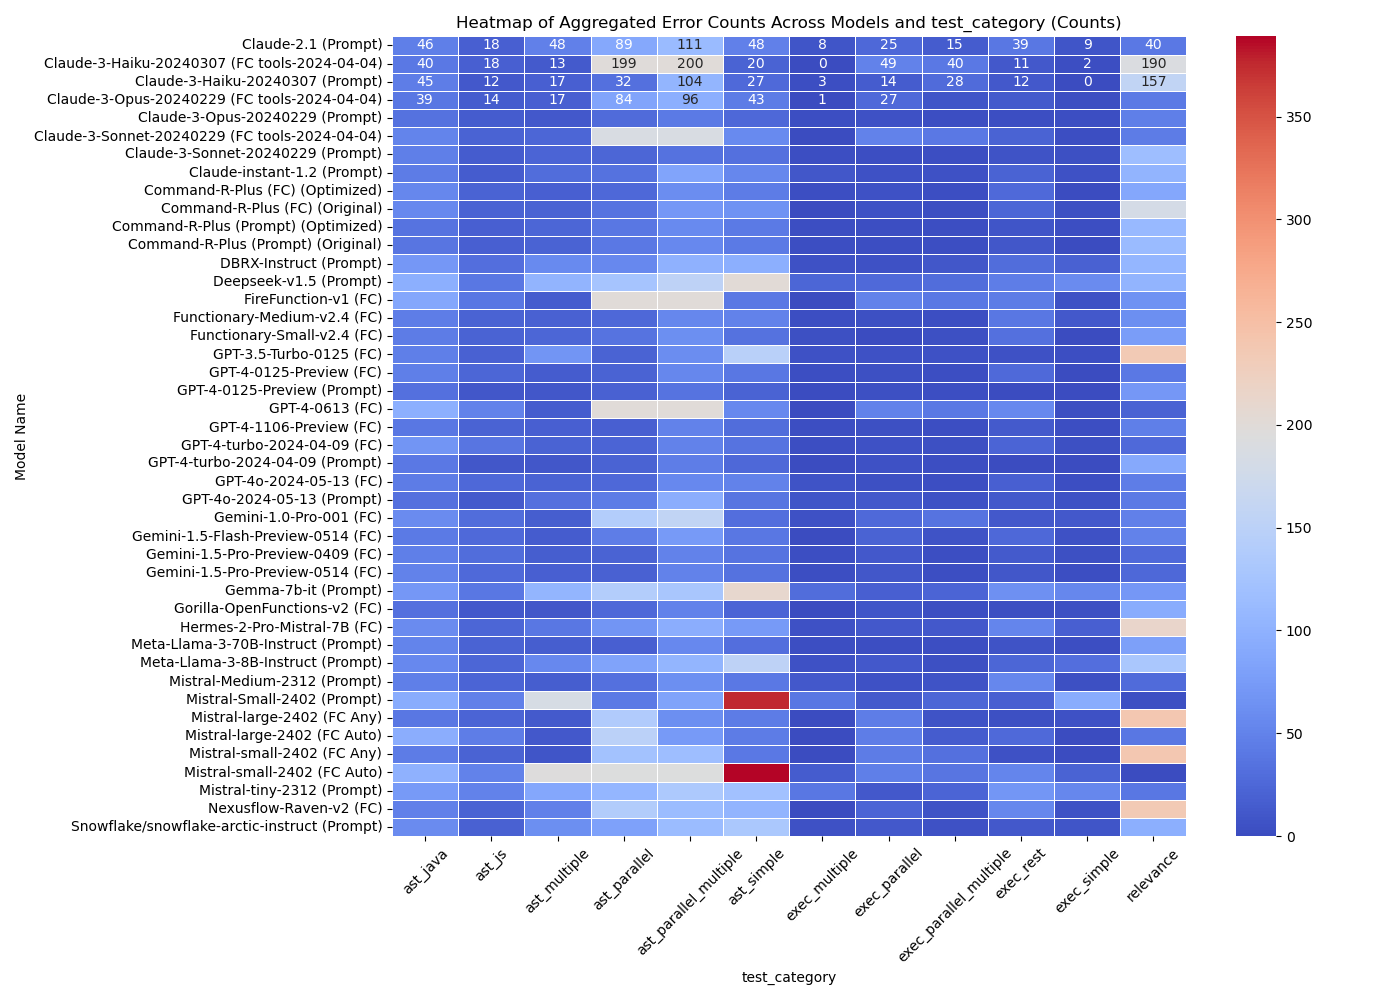 Heatmap of Aggregated Error Counts Across Models and test_category (Counts)
Model Name
Claude-2.1 (Prompt) 46 18 48 89 111 48 8 25 15 39 9 40
Claude-3-Haiku-20240307 (FC tools-2024-04-04) 40 18 13 199 200 20 0 49 40 11 2 190
Claude-3-Haiku-20240307 (Prompt) 45 12 17 32 104 27 3 14 28 12 0 157
Claude-3-Opus-20240229 (FC tools-2024-04-04) 39 14 17 84 96 43 1 27
Claude-3-Opus-20240229 (Prompt)
Claude-3-Sonnet-20240229 (FC tools-2024-04-04)
Claude-3-Sonnet-20240229 (Prompt)
Claude-instant-1.2 (Prompt)
Command-R-Plus (FC) (Optimized)
Command-R-Plus (FC) (Original)
Command-R-Plus (Prompt) (Optimized)
Command-R-Plus (Prompt) (Original)
DBRX-Instruct (Prompt)
Deepseek-v1.5 (Prompt)
FireFunction-v1 (FC)
Functionary-Medium-v2.4 (FC)
Functionary-Small-v2.4 (FC)
GPT-3.5-Turbo-0125 (FC)
GPT-4-0125-Preview (FC)
GPT-4-0125-Preview (Prompt)
GPT-4-0613 (FC)
GPT-4-1106-Preview (FC)
GPT-4-turbo-2024-04-09 (FC)
GPT-4-turbo-2024-04-09 (Prompt)
GPT-4o-2024-05-13 (FC)
GPT-4o-2024-05-13 (Prompt)
Gemini-1.0-Pro-001 (FC)
Gemini-1.5-Flash-Preview-0514 (FC)
Gemini-1.5-Pro-Preview-0409 (FC)
Gemini-1.5-Pro-Preview-0514 (FC)
Gemma-7b-it (Prompt)
Gorilla-OpenFunctions-v2 (FC)
Hermes-2-Pro-Mistral-7B (FC)
Meta-Llama-3-70B-Instruct (Prompt)
Meta-Llama-3-8B-Instruct (Prompt)
Mistral-Medium-2312 (Prompt)
Mistral-Small-2402 (Prompt)
Mistral-large-2402 (FC Any)
Mistral-large-2402 (FC Auto)
Mistral-small-2402 (FC Any)
Mistral-small-2402 (FC Auto)
Mistral-tiny-2312 (Prompt)
Nexusflow-Raven-v2 (FC)
Snowflake/snowflake-arctic-instruct (Prompt)
ast_java
ast_js
ast_multiple
ast_parallel
ast_parallel_multiple
ast_simple
exec_multiple
exec_parallel
exec_parallel_multiple
exec_rest
exec_simple
relevance
test_category
350
300
250
200
150
100
50
0